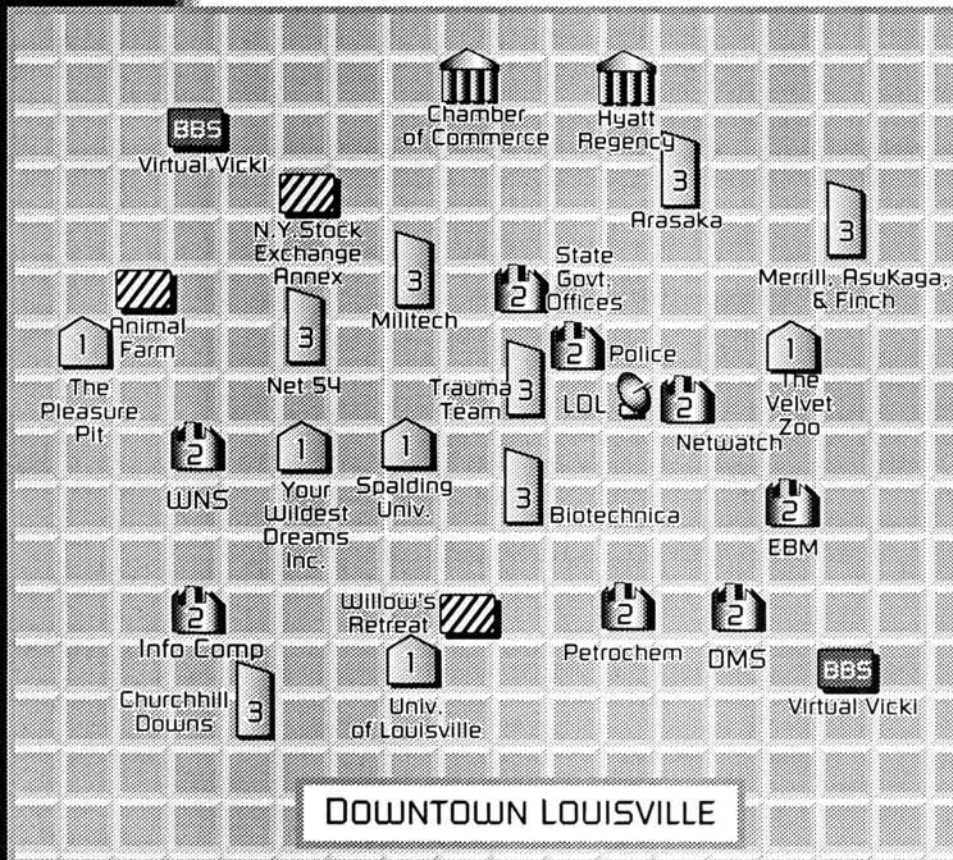 Chamber
of Commerce
Hyatt
Regency
BBS
Virtual Vicki
3
Arasaka
N.Y. Stock
Exchange
Annex
3
Merrill, AsuKaga,
& Finch
3
Militech
State
Govt.
Offices
2
Animal
Farm
1
The
Pleasure
Pit
3
Net 54
2
Police
Trauma
Team
3
LDL
2
Netwatch
1
The
Velvet
Zoo
2
WNS
1
Your
Wildest
Dreams
Inc.
1
Spalding
Univ.
3
Biotechnica
2
EBM
2
Info Comp
Willow's
Retreat
2
Petrochem
2
DMS
Churchhill
Downs
3
1
Univ.
of Louisville
BBS
Virtual Vicki
DOWNTOWN LOUISVILLE